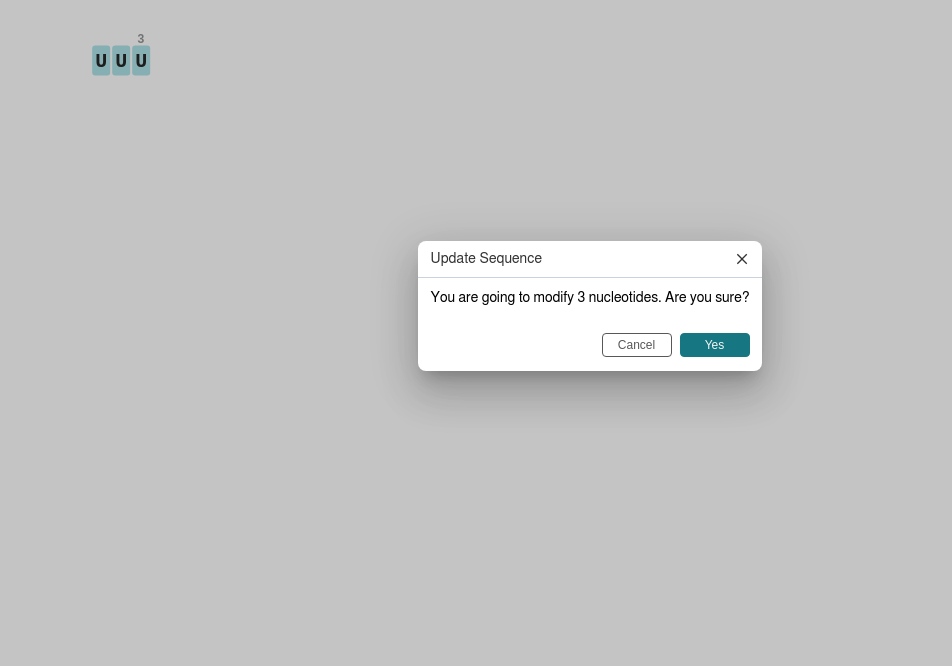 3
U U U
Update Sequence
You are going to modify 3 nucleotides. Are you sure?
Cancel Yes